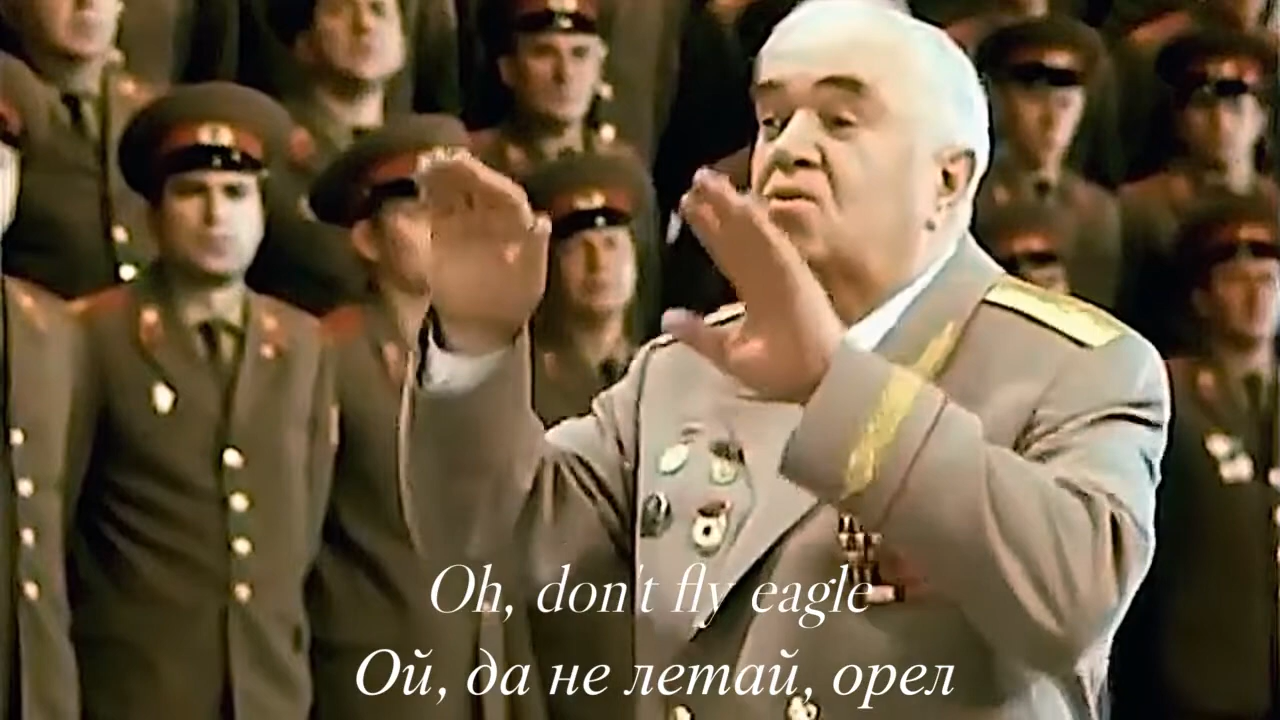 Oh, don't fly eagle
Ой, да не летай, орел